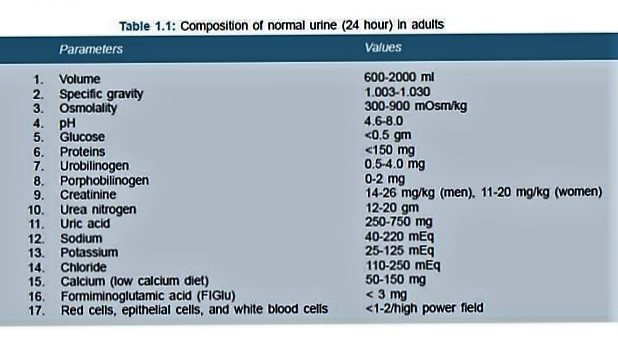 Table 1.1: Composition of normal urine (24 hour) in adults
Parameters Values
1. Volume 600-2000 ml
2. Specific gravity 1.003-1.030
3. Osmolality 300-900 mOsm/kg
4. pH 4.6-8.0
5. Glucose <0.5 gm
6. Proteins <150 mg
7. Urobilinogen 0.5-4.0 mg
8. Porphobilinogen 0-2 mg
9. Creatinine 14-26 mg/kg (men), 11-20 mg/kg (women)
10. Urea nitrogen 12-20 gm
11. Uric acid 250-750 mg
12. Sodium 40-220 mEq
13. Potassium 25-125 mEq
14. Chloride 110-250 mEq
15. Calcium (low calcium diet) 50-150 mg
16. Formiminoglutamic acid (FIGlu) < 3 mg
17. Red cells, epithelial cells, and white blood cells <1-2/high power field